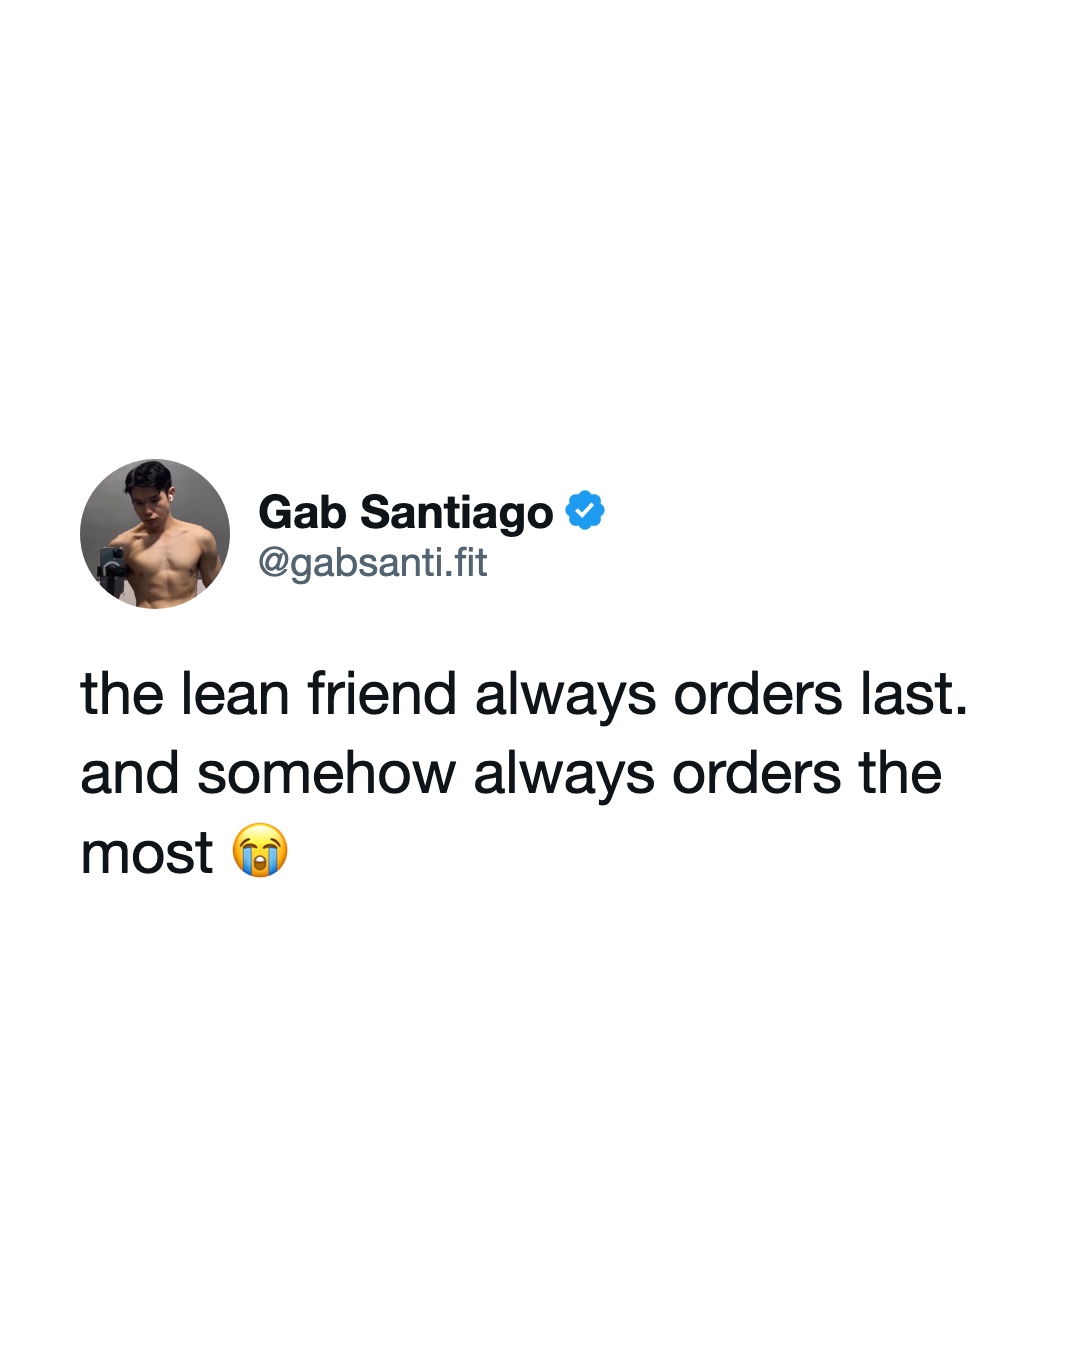 Gab Santiago
@gabsanti.fit
the lean friend always orders last.
and somehow always orders the
most 😭